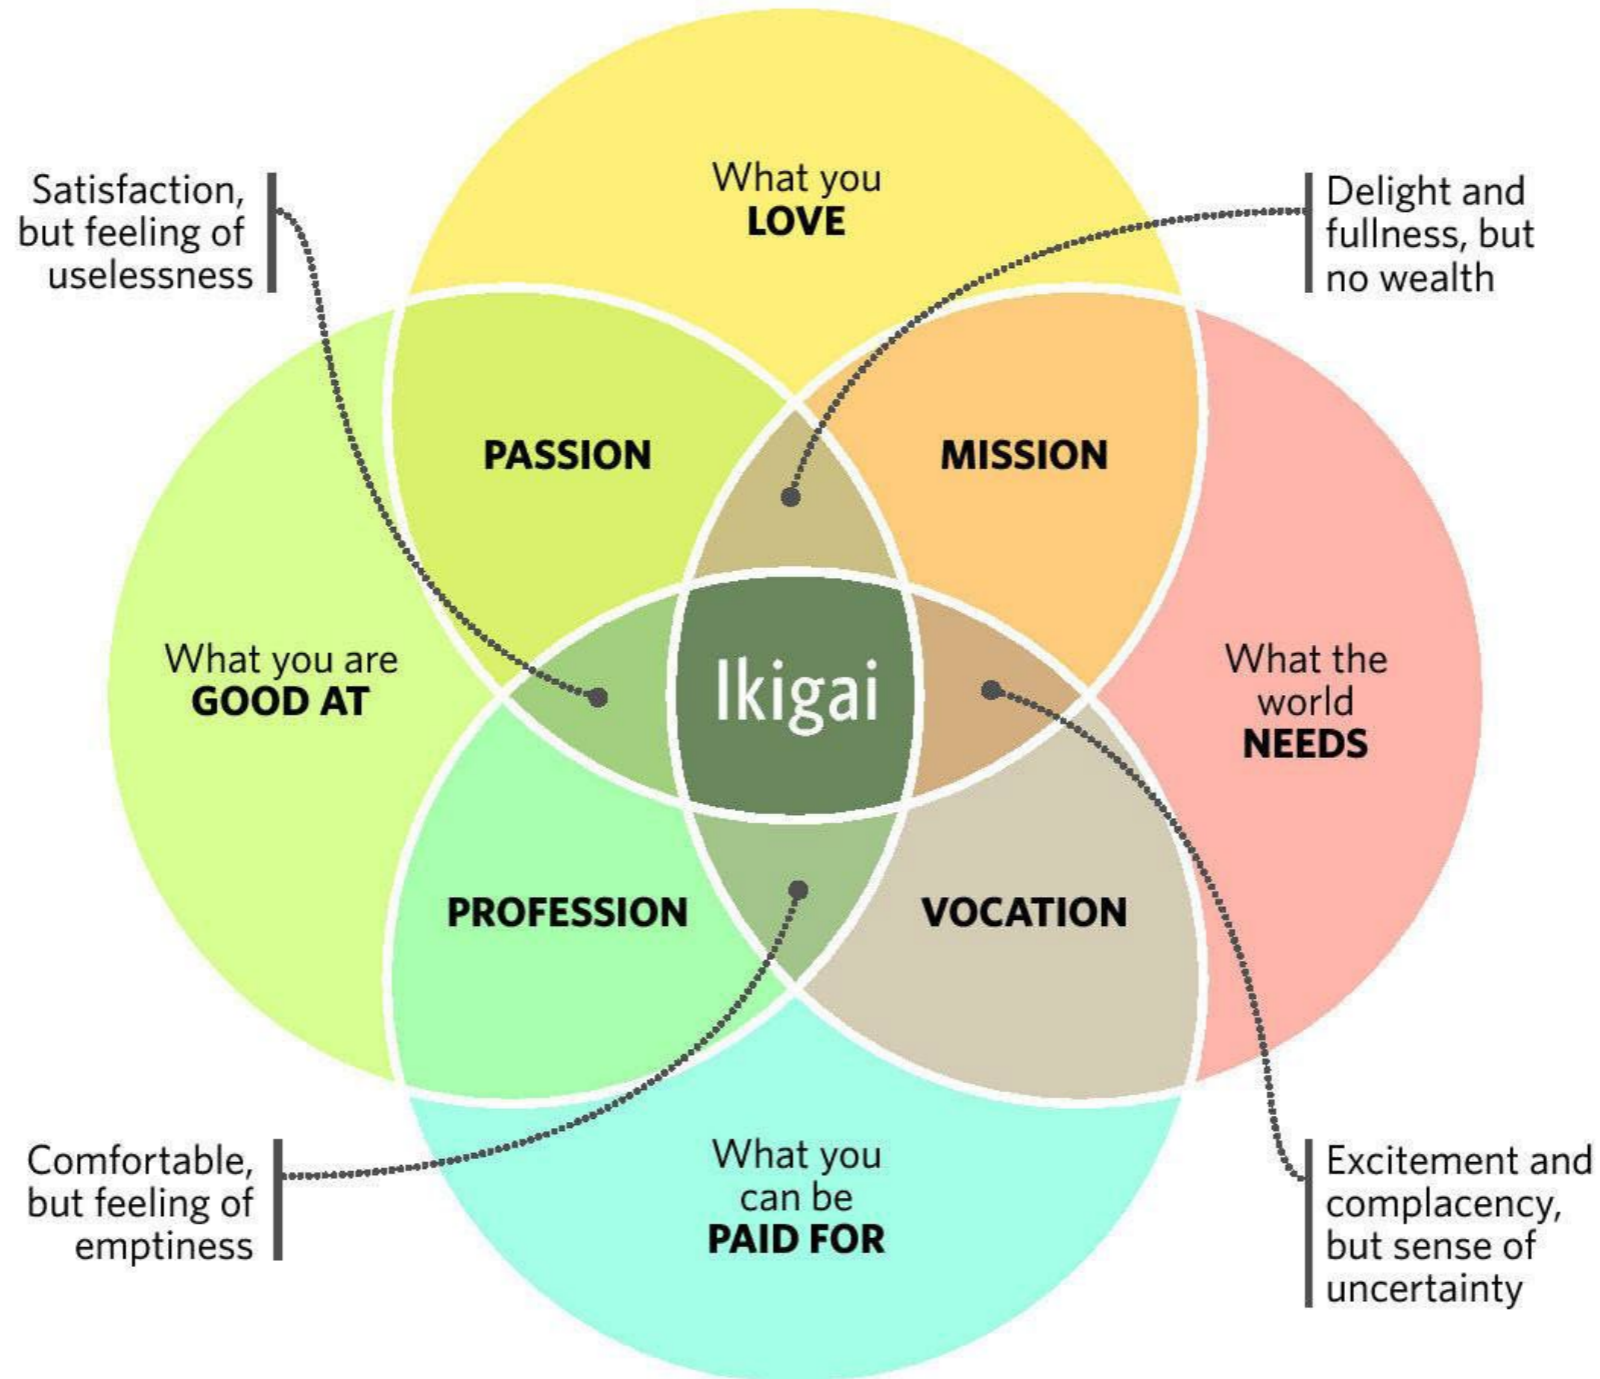 What you
LOVE
Satisfaction,
but feeling of
uselessness
Delight and
fullness, but
no wealth
PASSION
MISSION
What you are
GOOD AT
Ikigai
What the
world
NEEDS
PROFESSION
VOCATION
Comfortable,
but feeling of
emptiness
What you
can be
PAID FOR
Excitement and
complacency,
but sense of
uncertainty